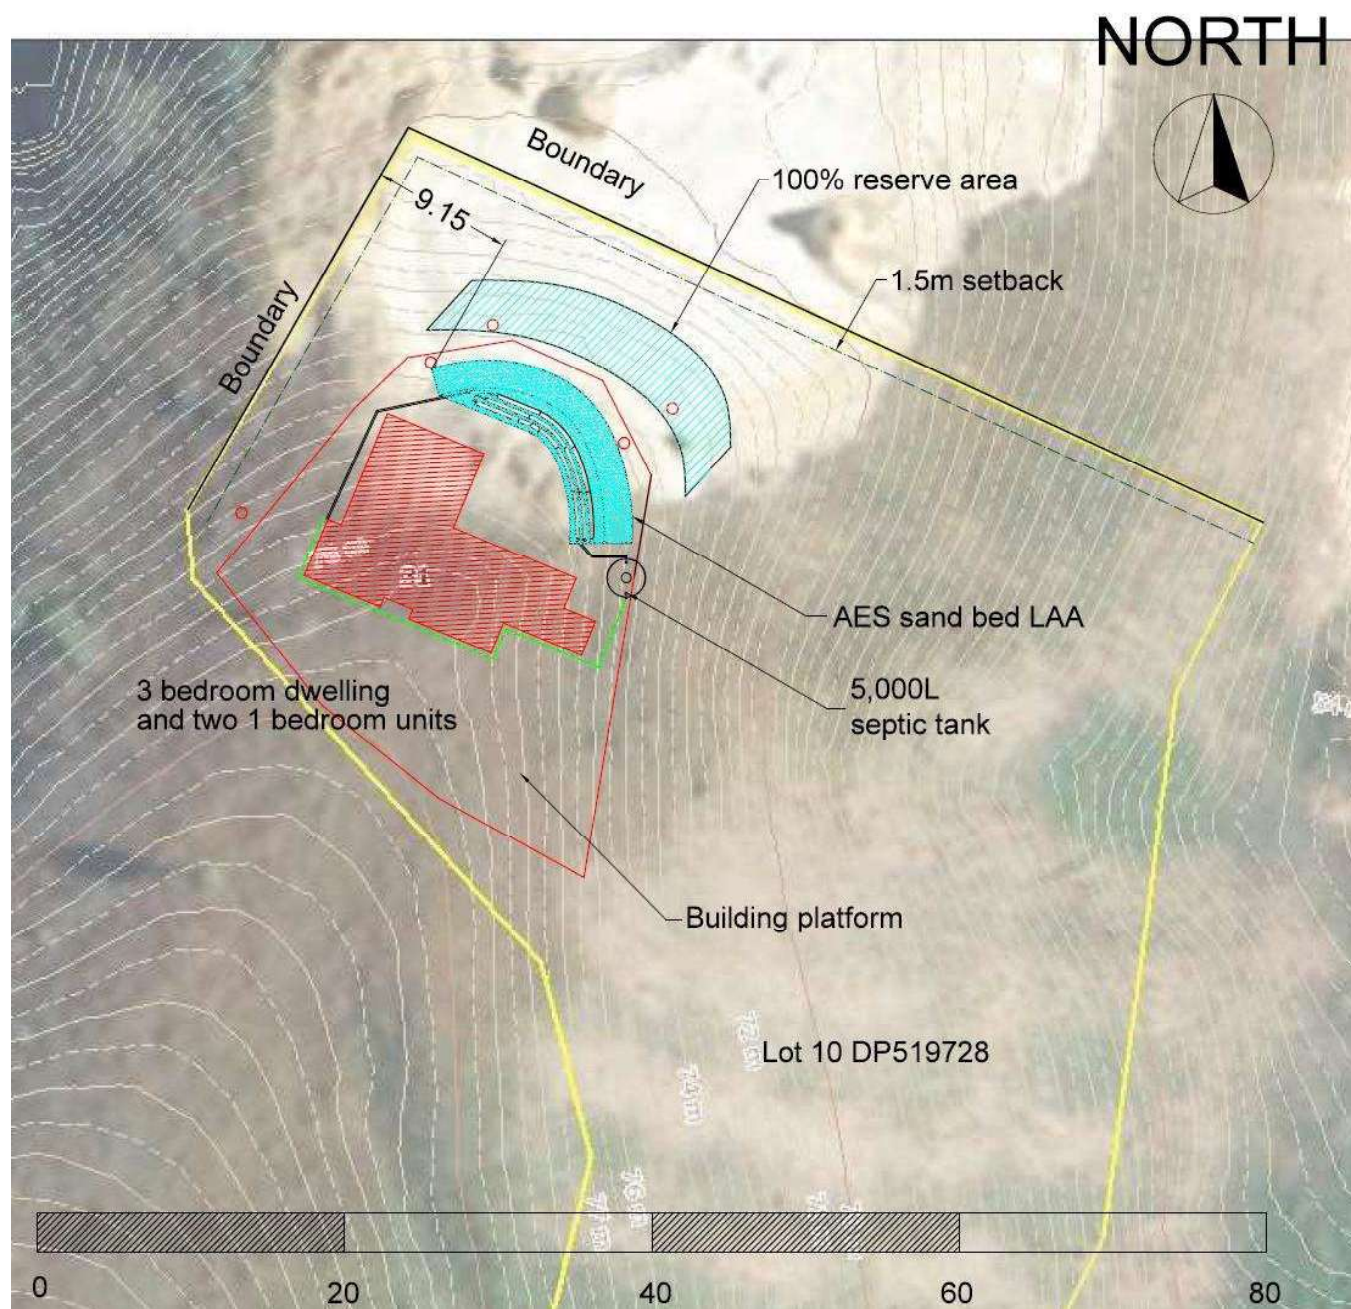 NORTH
Boundary
100% reserve area
9.15
1.5m setback
Boundary
AES sand bed LAA
3 bedroom dwelling
and two 1 bedroom units
5,000L
septic tank
Building platform
Lot 10 DP519728
0
20
40
60
80